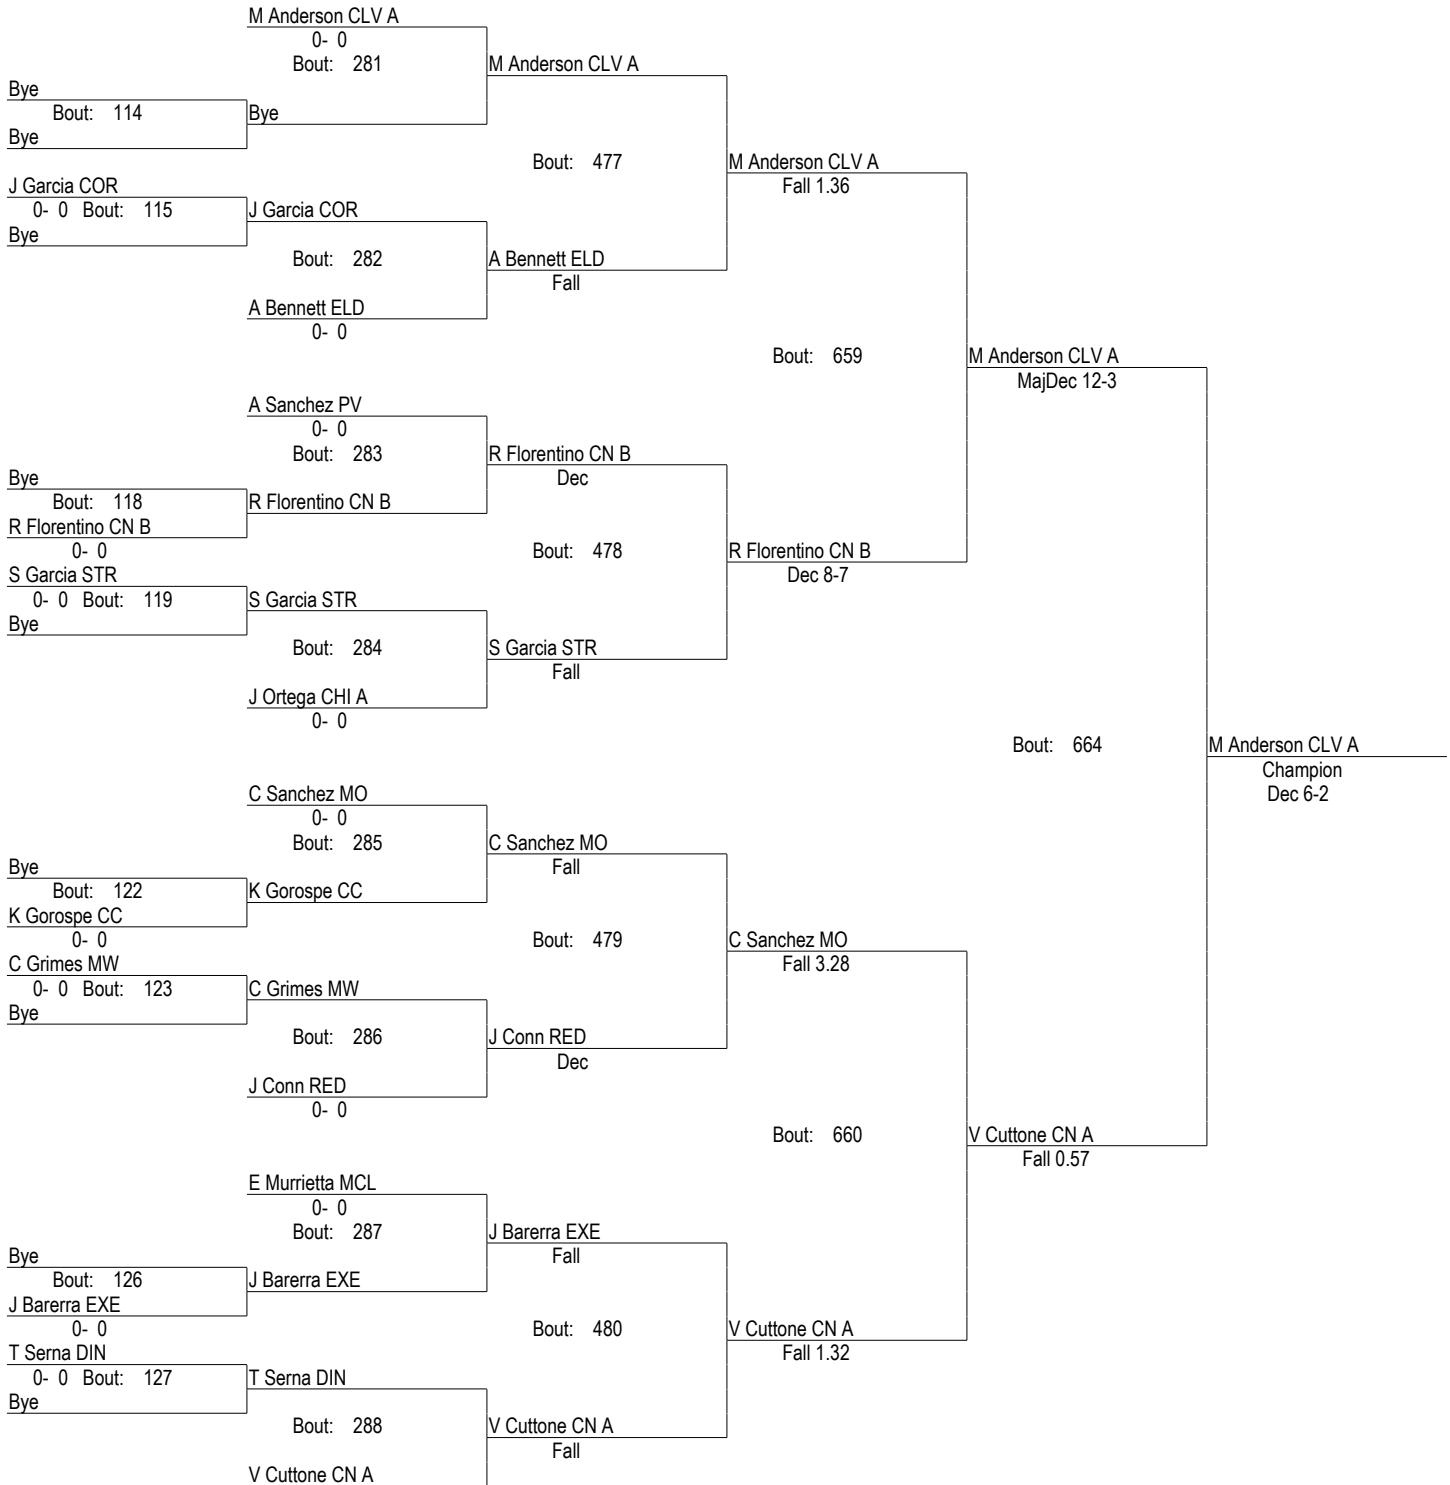 M Anderson CLV A
0- 0
Bout: 281
M Anderson CLV A
Bye
Bout: 114
Bye
Bye
Bout: 477
M Anderson CLV A
Fall 1.36
J Garcia COR
0- 0 Bout: 115
J Garcia COR
Bye
Bout: 282
A Bennett ELD
Fall
A Bennett ELD
0- 0
Bout: 659
M Anderson CLV A
MajDec 12-3
A Sanchez PV
0- 0
Bout: 283
R Florentino CN B
Dec
Bye
Bout: 118
R Florentino CN B
R Florentino CN B
0- 0
Bout: 478
R Florentino CN B
Dec 8-7
S Garcia STR
0- 0 Bout: 119
S Garcia STR
Bye
Bout: 284
S Garcia STR
Fall
J Ortega CHI A
0- 0
Bout: 664
M Anderson CLV A
Champion
Dec 6-2
C Sanchez MO
0- 0
Bout: 285
C Sanchez MO
Fall
Bye
Bout: 122
K Gorospe CC
K Gorospe CC
0- 0
Bout: 479
C Sanchez MO
Fall 3.28
C Grimes MW
0- 0 Bout: 123
C Grimes MW
Bye
Bout: 286
J Conn RED
Dec
J Conn RED
0- 0
Bout: 660
V Cuttone CN A
Fall 0.57
E Murrietta MCL
0- 0
Bout: 287
J Barerra EXE
Fall
Bye
Bout: 126
J Barerra EXE
J Barerra EXE
0- 0
Bout: 480
V Cuttone CN A
Fall 1.32
T Serna DIN
0- 0 Bout: 127
T Serna DIN
Bye
Bout: 288
V Cuttone CN A
Fall
V Cuttone CN A